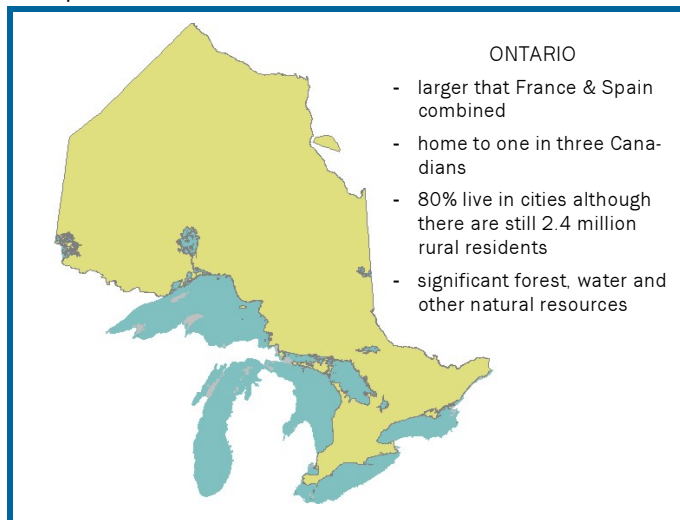 ONTARIO
- larger that France & Spain
combined
- home to one in three Cana-
dians
- 80% live in cities although
there are still 2.4 million
rural residents
- significant forest, water and
other natural resources